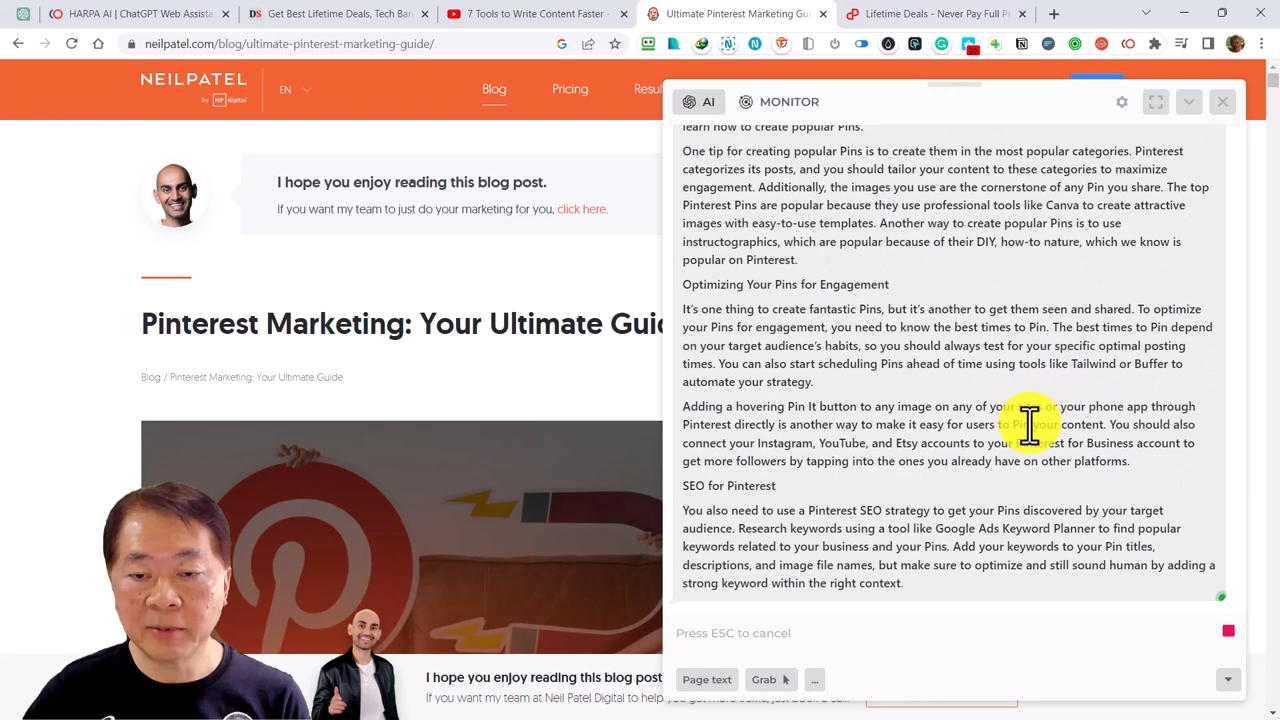 HARPA AI | ChatGPT Web Assista
Get Best Lifetime Deals, Tech Bar
7 Tools to Write Content Faster -
Ultimate Pinterest Marketing Guid
Lifetime Deals - Never Pay Full P
neilpatel.com/blog/ultimate-pinterest-marketing-guide/
NEILPATEL
by NP digital
EN
Blog
Pricing
Resul
I hope you enjoy reading this blog post.
If you want my team to just do your marketing for you, click here.
Pinterest Marketing: Your Ultimate Guid
Blog / Pinterest Marketing: Your Ultimate Guide
I hope you enjoy reading this blog post
If you want my team at Neil Patel Digital to help
AI
MONITOR
learn how to create popular Pins.
One tip for creating popular Pins is to create them in the most popular categories. Pinterest
categorizes its posts, and you should tailor your content to these categories to maximize
engagement. Additionally, the images you use are the cornerstone of any Pin you share. The top
Pinterest Pins are popular because they use professional tools like Canva to create attractive
images with easy-to-use templates. Another way to create popular Pins is to use
instructographics, which are popular because of their DIY, how-to nature, which we know is
popular on Pinterest.
Optimizing Your Pins for Engagement
It's one thing to create fantastic Pins, but it's another to get them seen and shared. To optimize
your Pins for engagement, you need to know the best times to Pin. The best times to Pin depend
on your target audience's habits, so you should always test for your specific optimal posting
times. You can also start scheduling Pins ahead of time using tools like Tailwind or Buffer to
automate your strategy.
Adding a hovering Pin It button to any image on any of your sites or your phone app through
Pinterest directly is another way to make it easy for users to Pin your content. You should also
connect your Instagram, YouTube, and Etsy accounts to your Pinterest for Business account to
get more followers by tapping into the ones you already have on other platforms.
SEO for Pinterest
You also need to use a Pinterest SEO strategy to get your Pins discovered by your target
audience. Research keywords using a tool like Google Ads Keyword Planner to find popular
keywords related to your business and your Pins. Add your keywords to your Pin titles,
descriptions, and image file names, but make sure to optimize and still sound human by adding a
strong keyword within the right context.
Press ESC to cancel
Page text
Grab
...